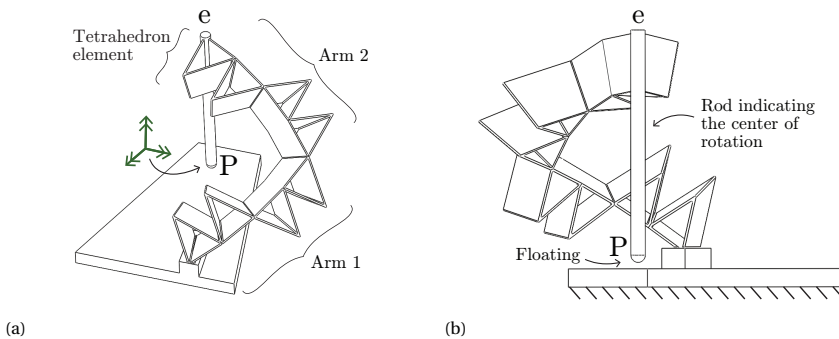 e
Tetrahedron
element
Arm 2
P
Arm 1
(a)
e
Rod indicating
the center of
rotation
P
Floating
(b)